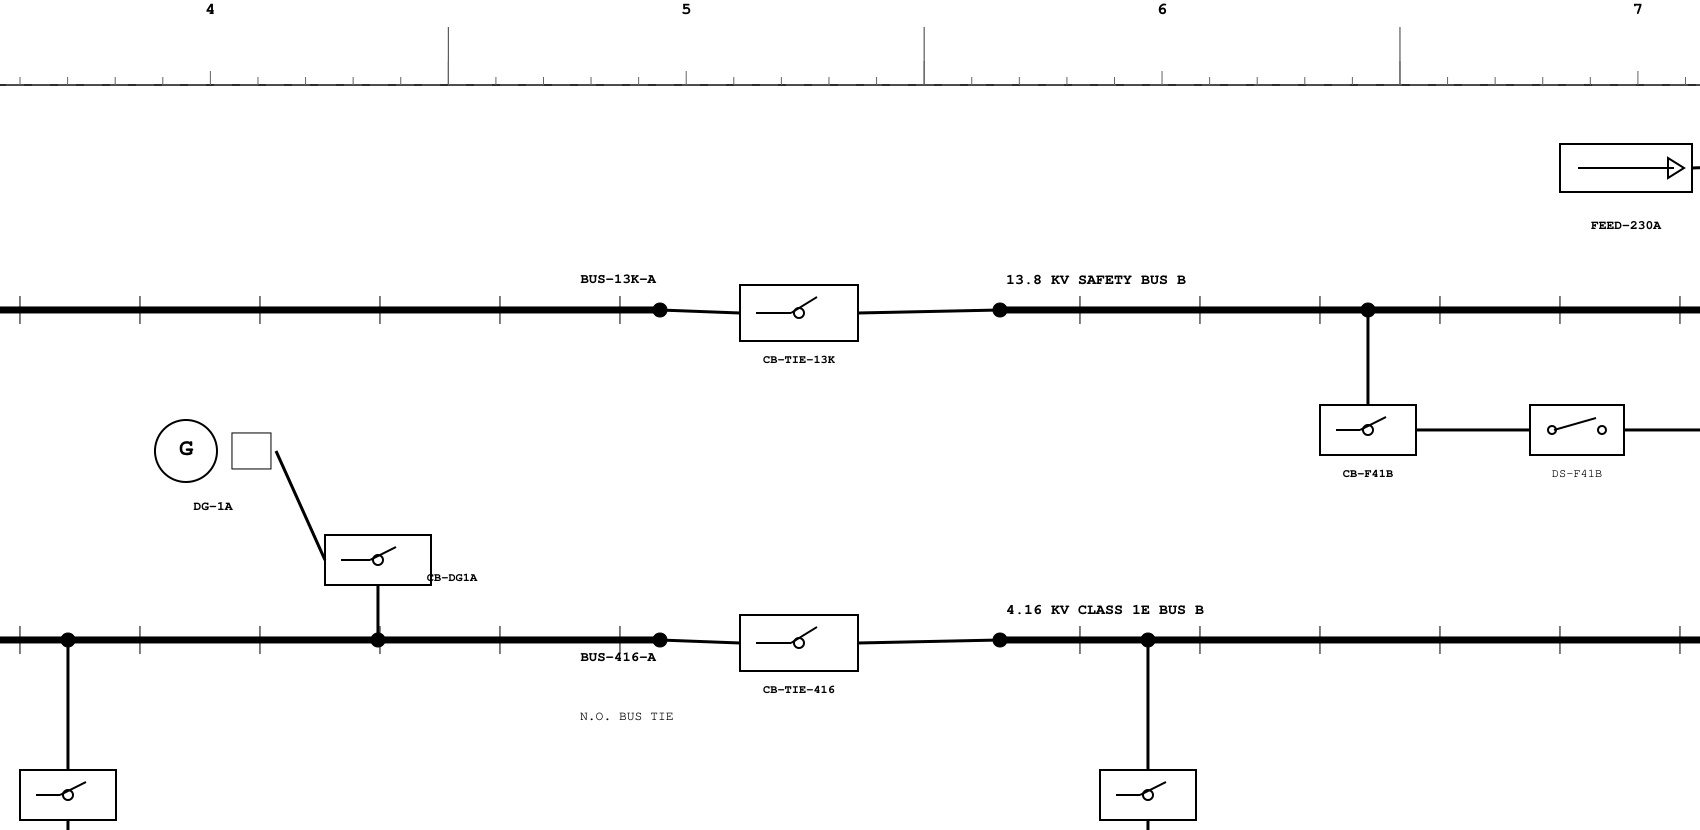 4 5 6 7
FEED-230A
BUS-13K-A
13.8 KV SAFETY BUS B
CB-TIE-13K
G
CB-F41B
DS-F41B
DG-1A
CB-DG1A
4.16 KV CLASS 1E BUS B
BUS-416-A
CB-TIE-416
N.O. BUS TIE